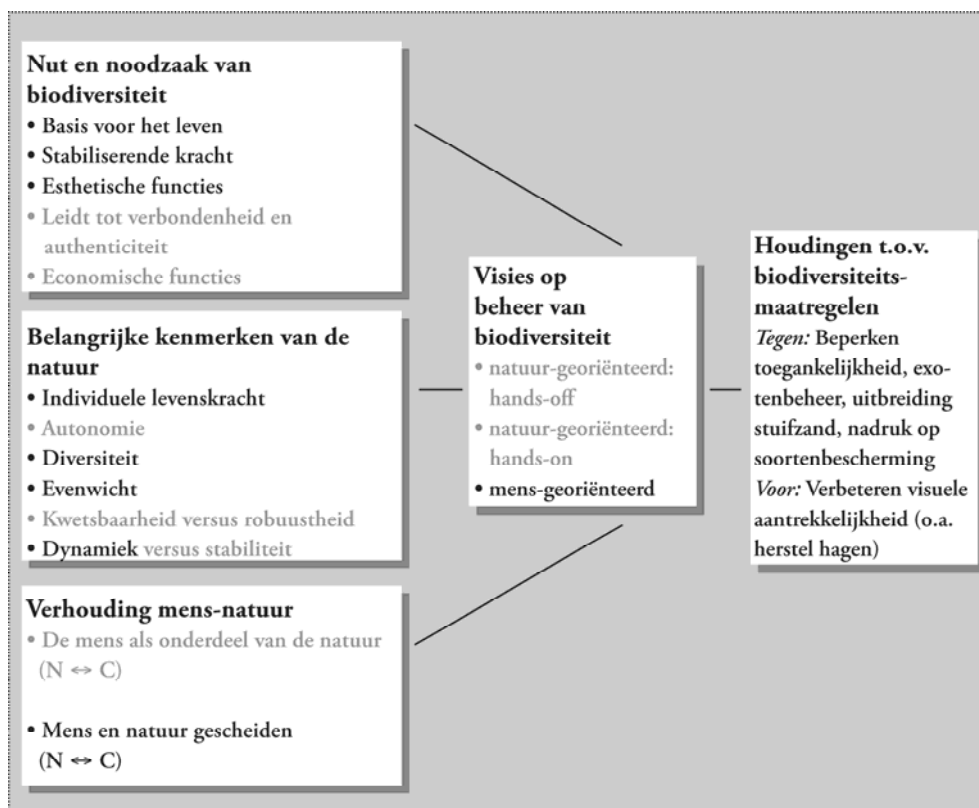 Nut en noodzaak van
biodiversiteit
• Basis voor het leven
• Stabiliserende kracht
• Esthetische functies
• Leidt tot verbondenheid en
authenticiteit
• Economische functies
Belangrijke kenmerken van de
natuur
• Individuele levenskracht
• Autonomie
• Diversiteit
• Evenwicht
• Kwetsbaarheid versus robuustheid
• Dynamiek versus stabiliteit
Verhouding mens-natuur
• De mens als onderdeel van de natuur
(N ↔ C)
• Mens en natuur gescheiden
(N ↔ C)
Visies op
beheer van
biodiversiteit
• natuur-georiënteerd:
hands-off
• natuur-georiënteerd:
hands-on
• mens-georiënteerd
Houdingen t.o.v.
biodiversiteits-
maatregelen
Tegen: Beperken
toegankelijkheid, exo-
tenbeheer, uitbreiding
stuifzand, nadruk op
soortenbescherming
Voor: Verbeteren visuele
aantrekkelijkheid (o.a.
herstel hagen)